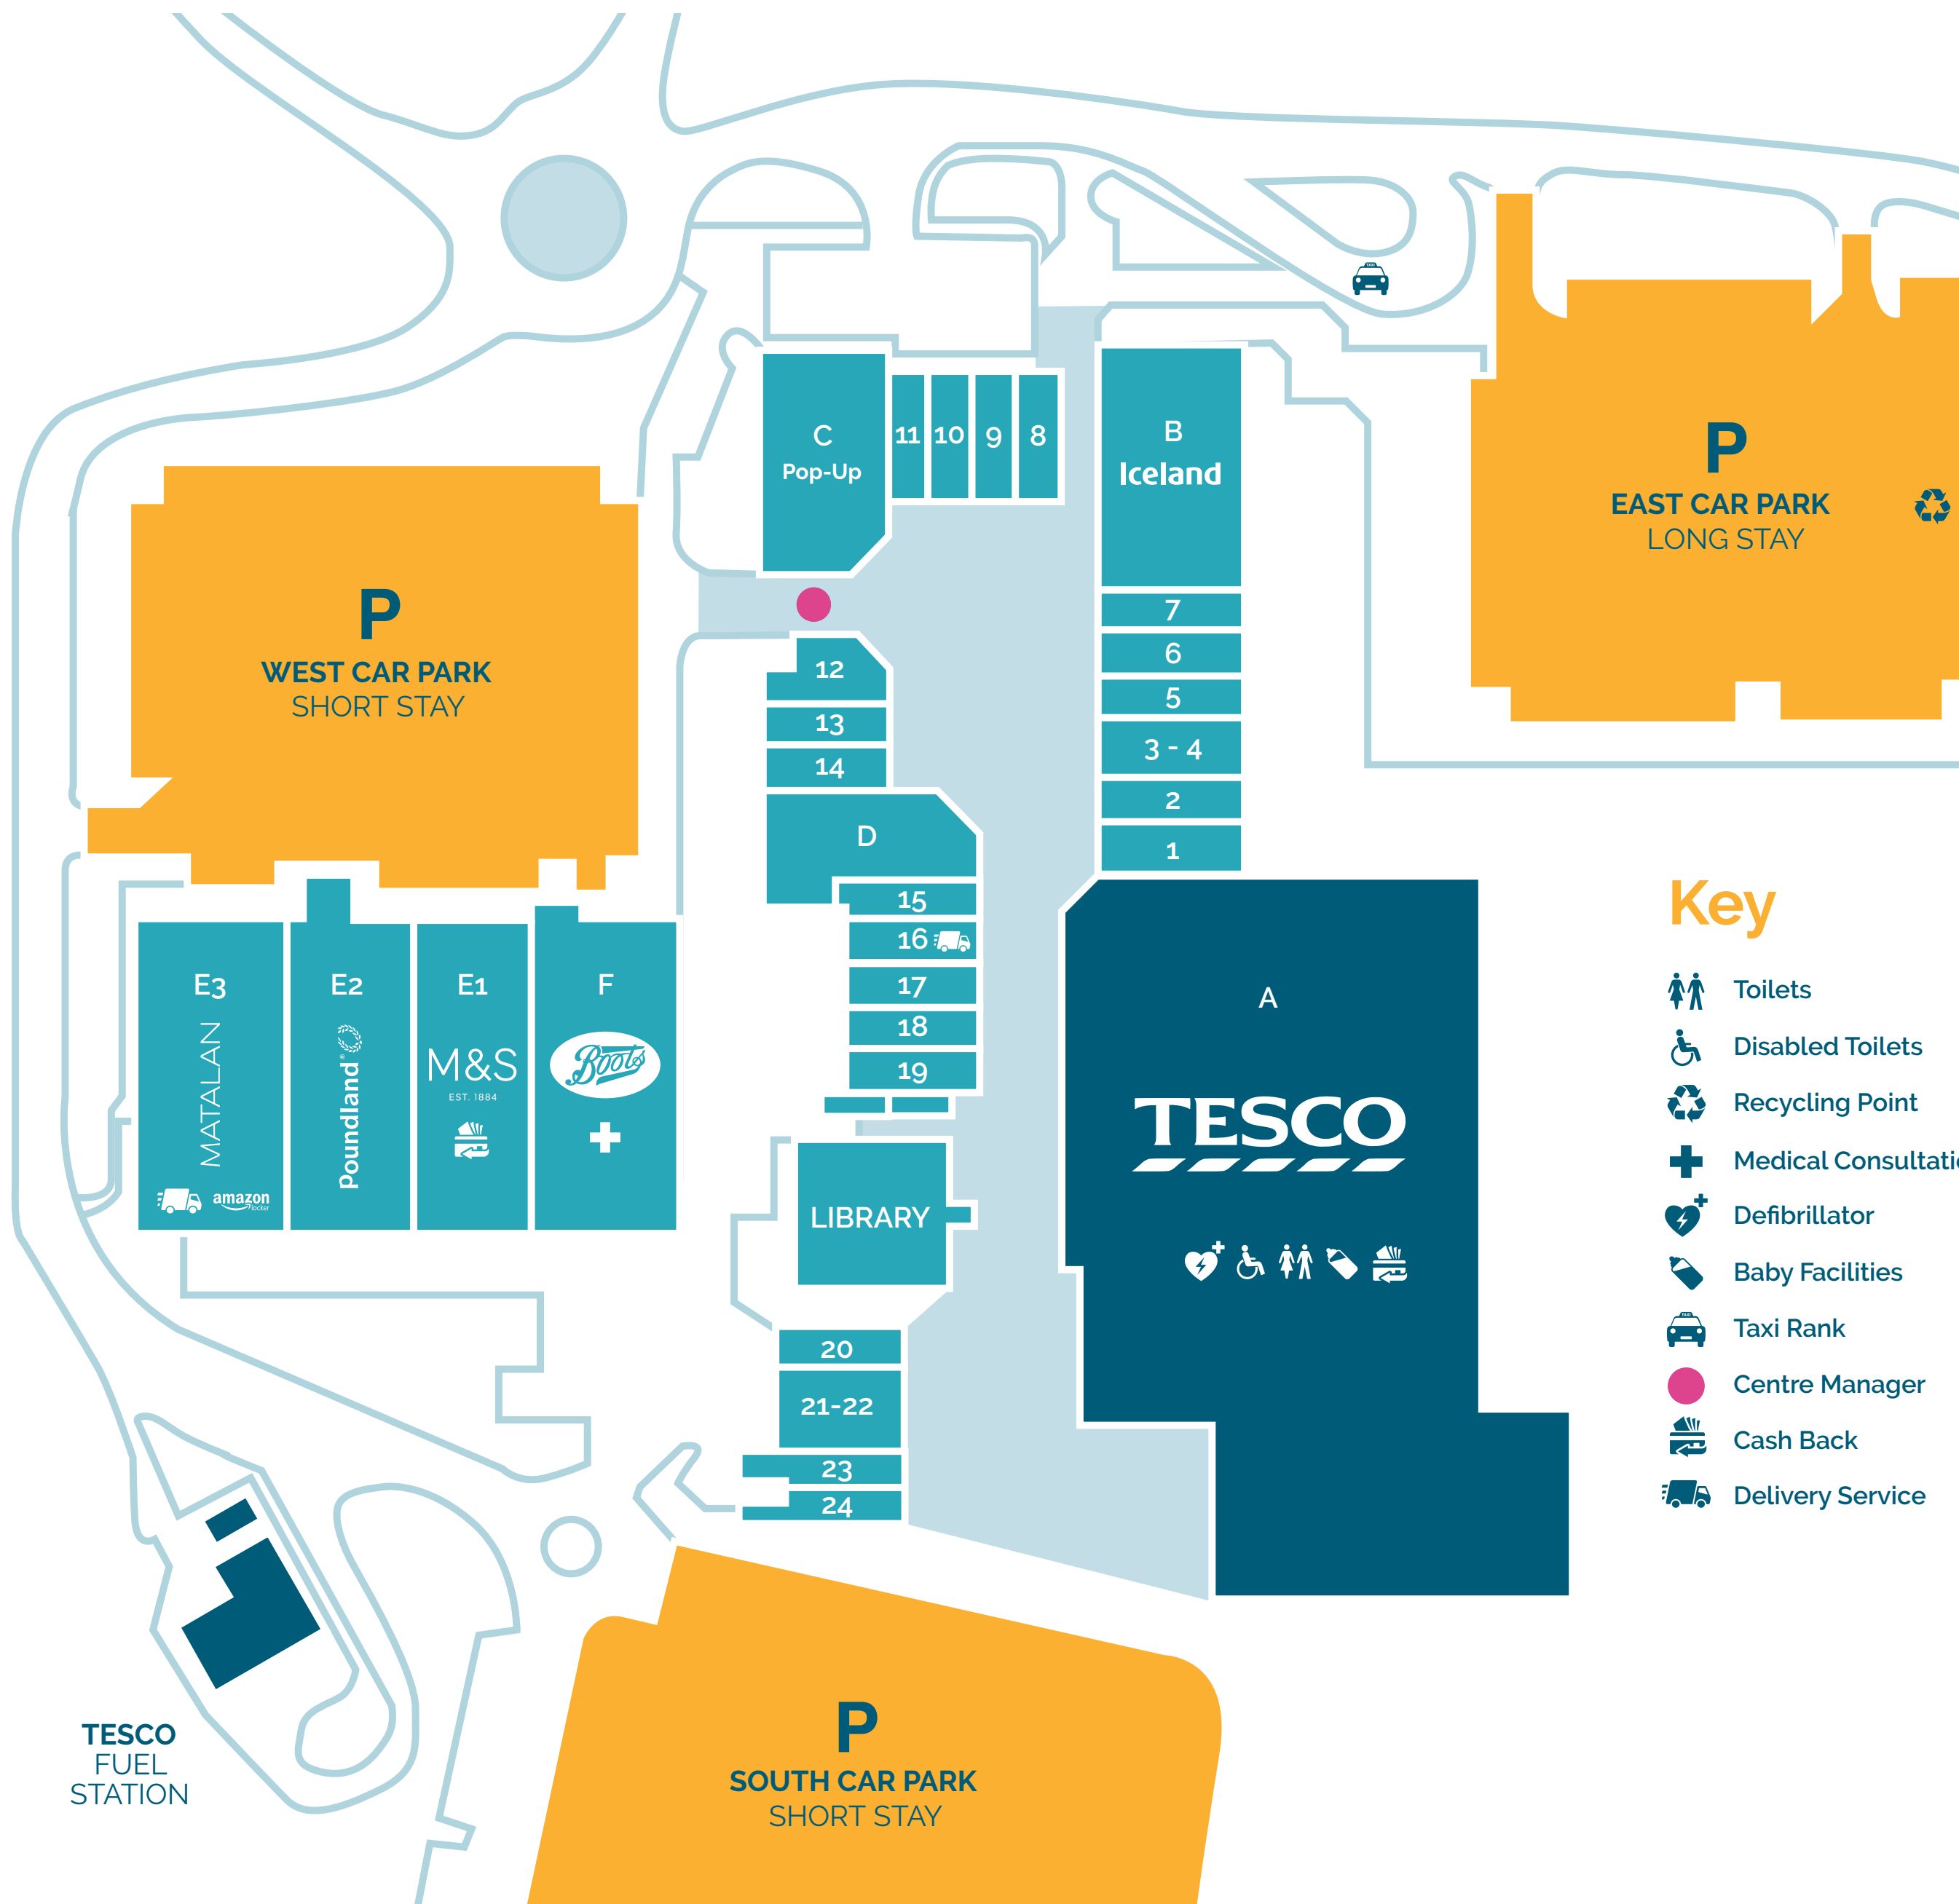 TAXI
C
Pop-Up
11
10
9
8
B
Iceland
P
EAST CAR PARK
LONG STAY
P
WEST CAR PARK
SHORT STAY
7
6
5
3 - 4
2
1
12
13
14
D
15
16
17
18
19
E3
MATALAN
amazon
locker
E2
poundland®
E1
M&S
EST. 1884
F
Boots
A
TESCO
LIBRARY
20
21-22
23
24
Key
Toilets
Disabled Toilets
Recycling Point
Medical
Defibrillator
Baby Facilities
TAXI
Taxi Rank
Centre Manager
Cash Back
Delivery Service
TESCO
FUEL
STATION
P
SOUTH CAR PARK
SHORT STAY